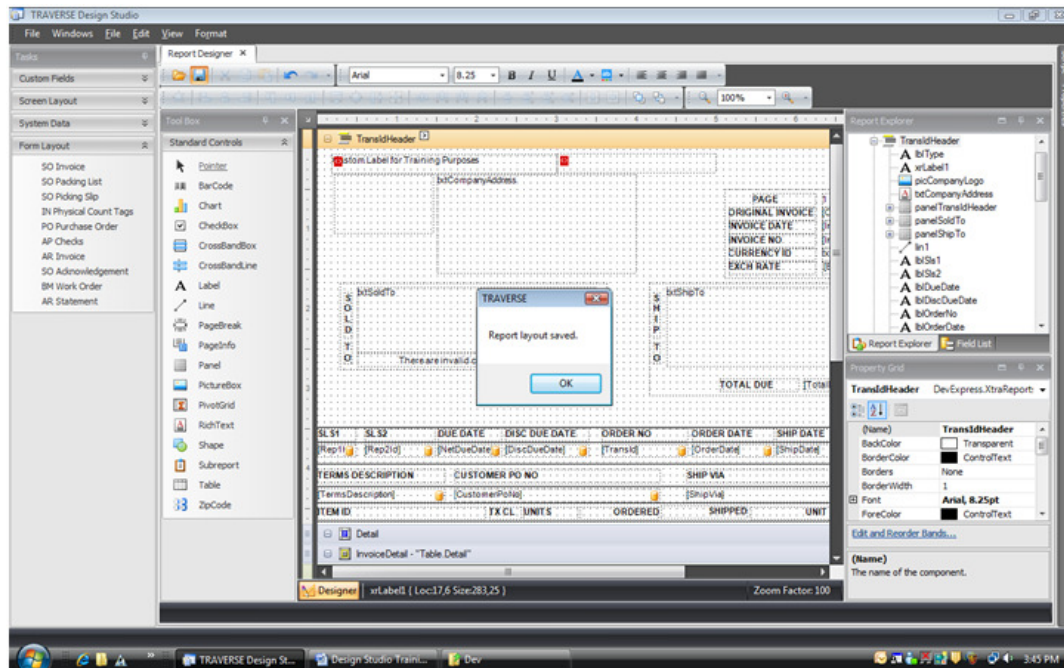 TRAVERSE Design Studio
File Windows File Edit View Format
Tasks
Custom Fields
Screen Layout
System Data
Form Layout
SO Invoice
SO Packing List
SO Picking Slip
IN Physical Count Tags
PO Purchase Order
AP Checks
AR Invoice
SO Acknowledgement
BM Work Order
AR Statement
Report Designer
Arial 8.25 B I U
100%
Tool Box
Standard Controls
Pointer
BarCode
Chart
CheckBox
CrossBandBox
CrossBandLine
Label
Line
PageBreak
PageInfo
Panel
PictureBox
PivotGrid
RichText
Shape
Subreport
Table
ZipCode
TransIdHeader
stom Label for Training Purposes
txtCompanyAddress
PAGE 1
ORIGINAL INVOICE
INVOICE DATE
INVOICE NO
CURRENCY ID
EXCH RATE
SOLD TO
txtSoldTo
There are invalid
SHIP TO
txtShipTo
TOTAL DUE [Total
TRAVERSE
Report layout saved.
OK
SLS1 SLS2 DUE DATE DISC DUE DATE ORDER NO ORDER DATE SHIP DATE
[Rep1I [Rep2Id] [NetDueDate [DiscDueDate] [TransId] [OrderDate] [ShipDate]
TERMS DESCRIPTION CUSTOMER PO NO SHIP VIA
[TermsDescription] [CustomerPoNo] [ShipVia]
ITEM ID TX CL UNITS ORDERED SHIPPED UNIT
Detail
InvoiceDetail - "Table.Detail"
Designer xrLabel1 { Loc:17,6 Size:283,25 } Zoom Factor: 100
Report Explorer
TransIdHeader
lblType
xrLabel1
picCompanyLogo
txtCompanyAddress
panelTransIdHeader
panelSoldTo
panelShipTo
lin1
lblSls1
lblSls2
lblDueDate
lblDiscDueDate
lblOrderNo
lblOrderDate
Report Explorer Field List
Property Grid
TransIdHeader DevExpress.XtraReports
(Name) TransIdHeader
BackColor Transparent
BorderColor ControlText
Borders None
BorderWidth 1
Font Arial, 8.25pt
ForeColor ControlText
Edit and Reorder Bands...
(Name)
The name of the component.
TRAVERSE Design St... Design Studio Traini... Dev 3:45 PM